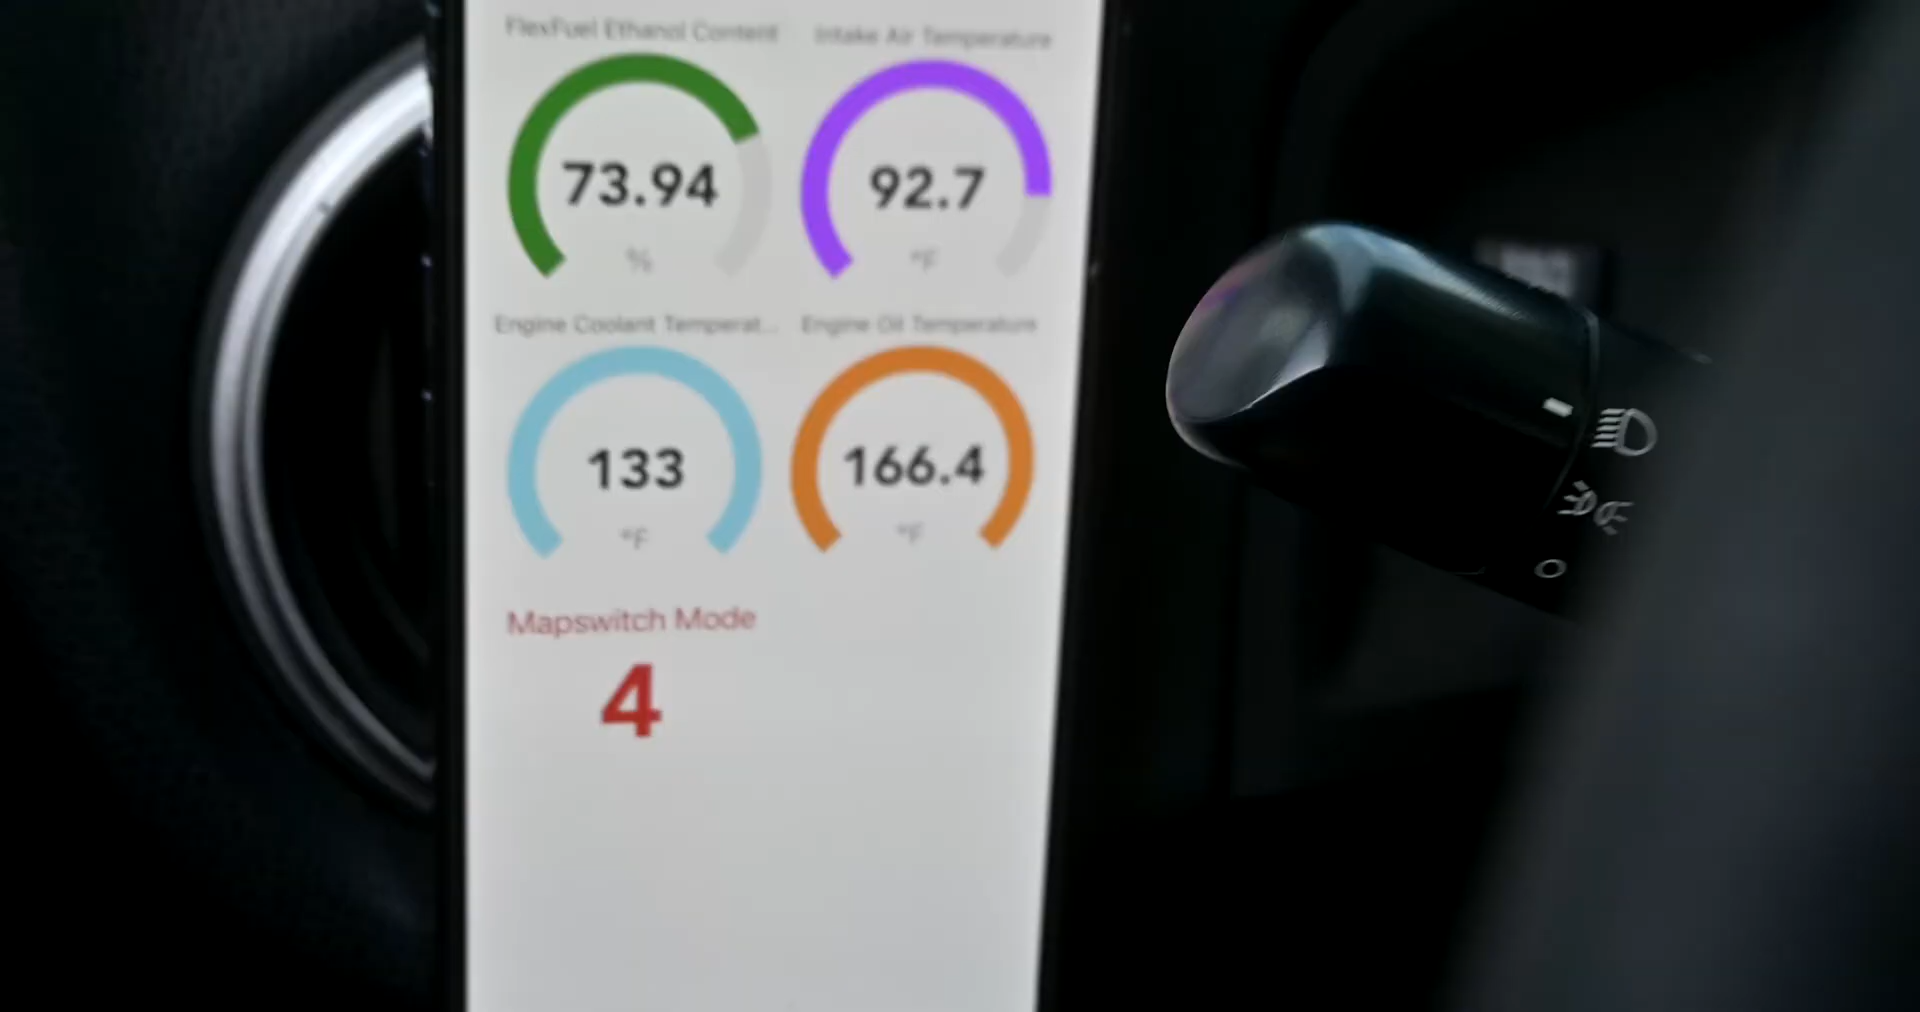 FlexFuel Ethanol Content
Intake Air Temperature
73.94
92.7
%
°F
Engine Coolant Temperat...
Engine Oil Temperature
133
166.4
°F
°F
Mapswitch Mode
4